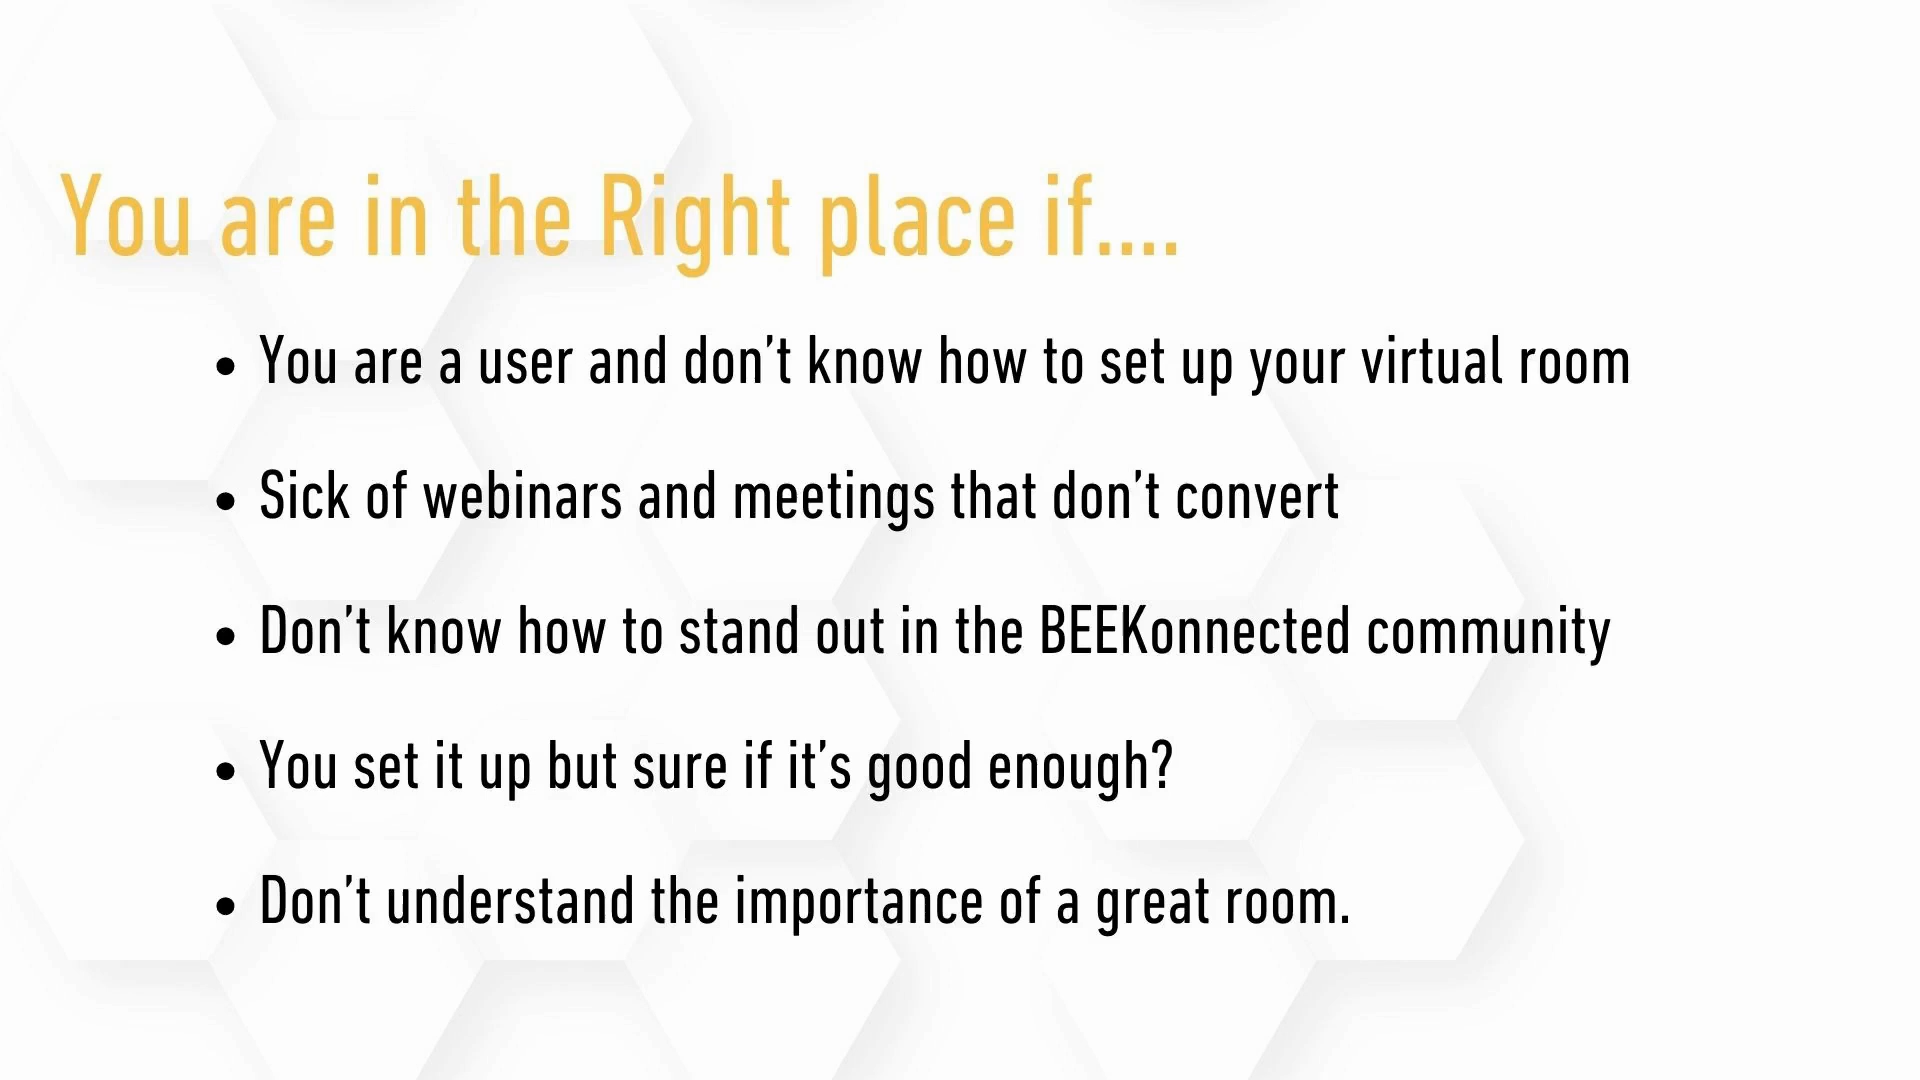 You are in the Right place if....
• You are a user and don’t know how to set up your virtual room
• Sick of webinars and meetings that don’t convert
• Don’t know how to stand out in the BEEKonnected community
• You set it up but sure if it’s good enough?
• Don’t understand the importance of a great room.